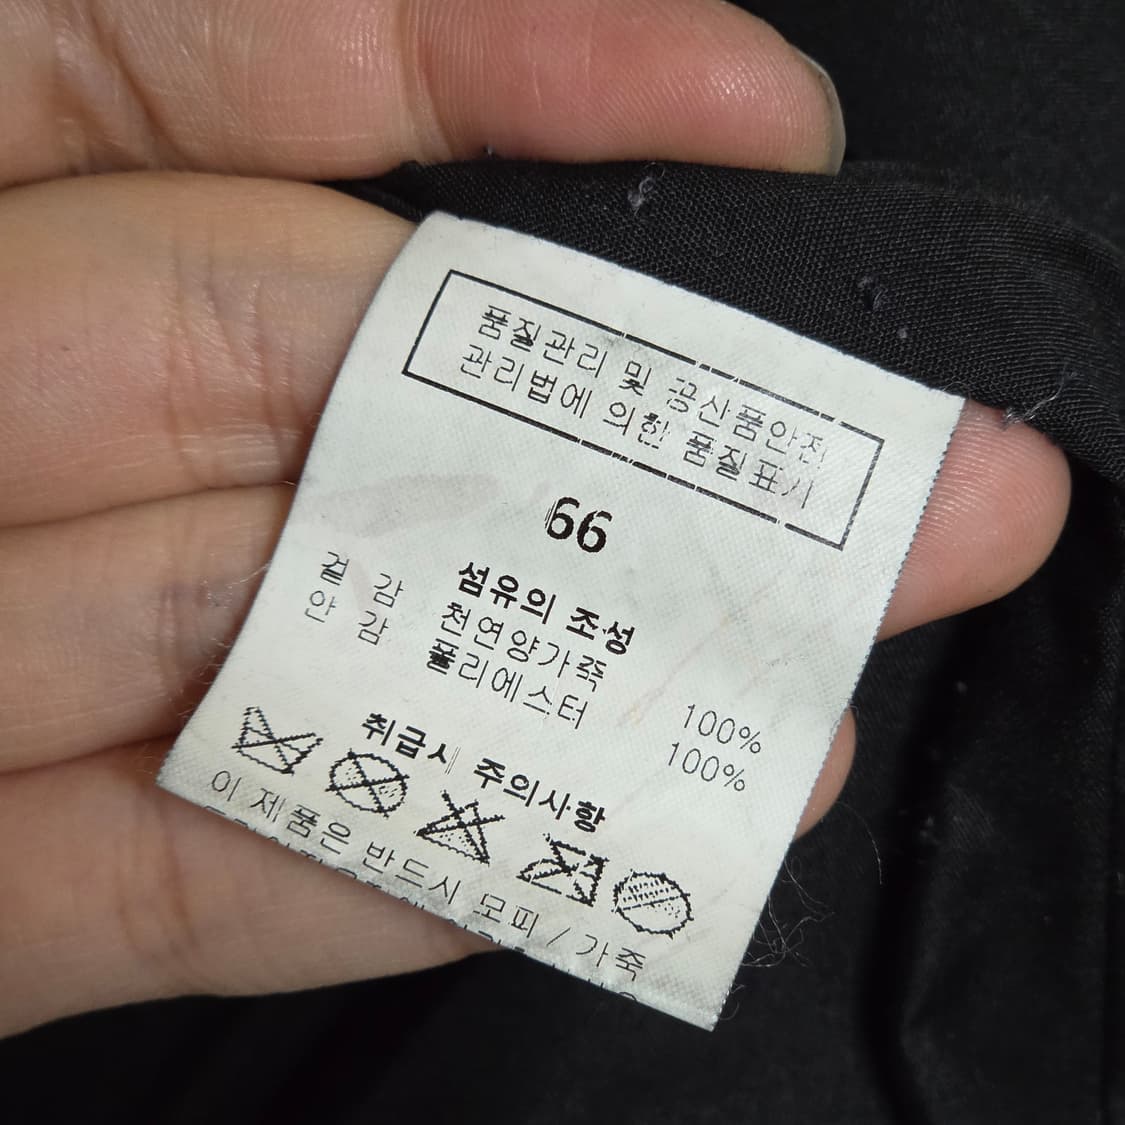 품질관리 및 공산품안전
관리법에 의한 품질표시
66
섬유의 조성
겉 감 천연양가죽 100%
안 감 폴리에스터 100%
취급시 주의사항
이 제품은 반드시 모피/가죽